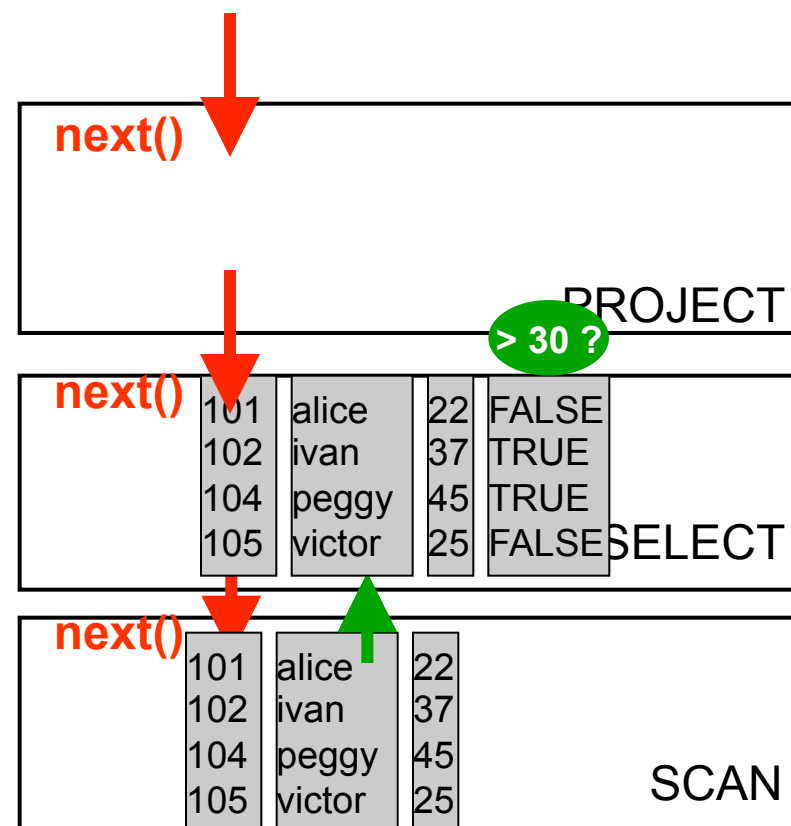 next()
PROJECT
> 30 ?
next()
101 alice 22 FALSE
102 ivan 37 TRUE
104 peggy 45 TRUE
105 victor 25 FALSE
SELECT
next()
101 alice 22
102 ivan 37
104 peggy 45
105 victor 25
SCAN